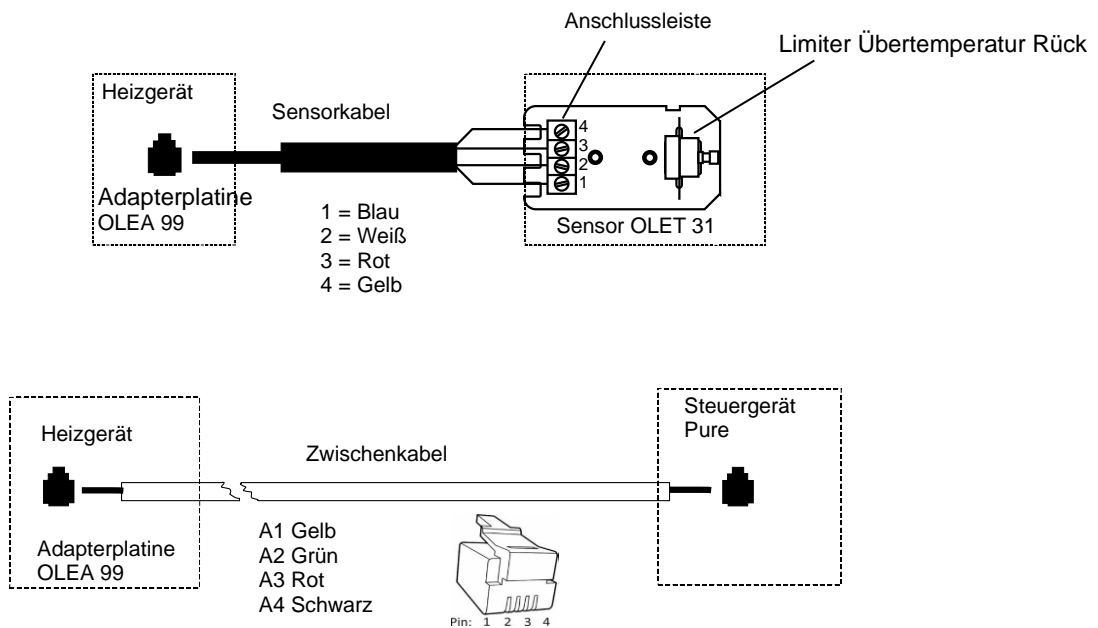 Anschlussleiste
Limiter Übertemperatur Rück
Heizgerät
Sensorkabel
4
3
2
1
Adapterplatine
OLEA 99
1 = Blau
2 = Weiß
3 = Rot
4 = Gelb
Sensor OLET 31
Steuergerät
Pure
Heizgerät
Zwischenkabel
Adapterplatine
OLEA 99
A1 Gelb
A2 Grün
A3 Rot
A4 Schwarz
Pin: 1 2 3 4